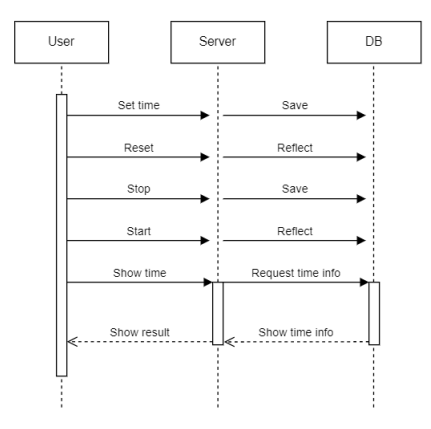 User
Server
DB
Set time
Save
Reset
Reflect
Stop
Save
Start
Reflect
Show time
Request time info
Show result
Show time info